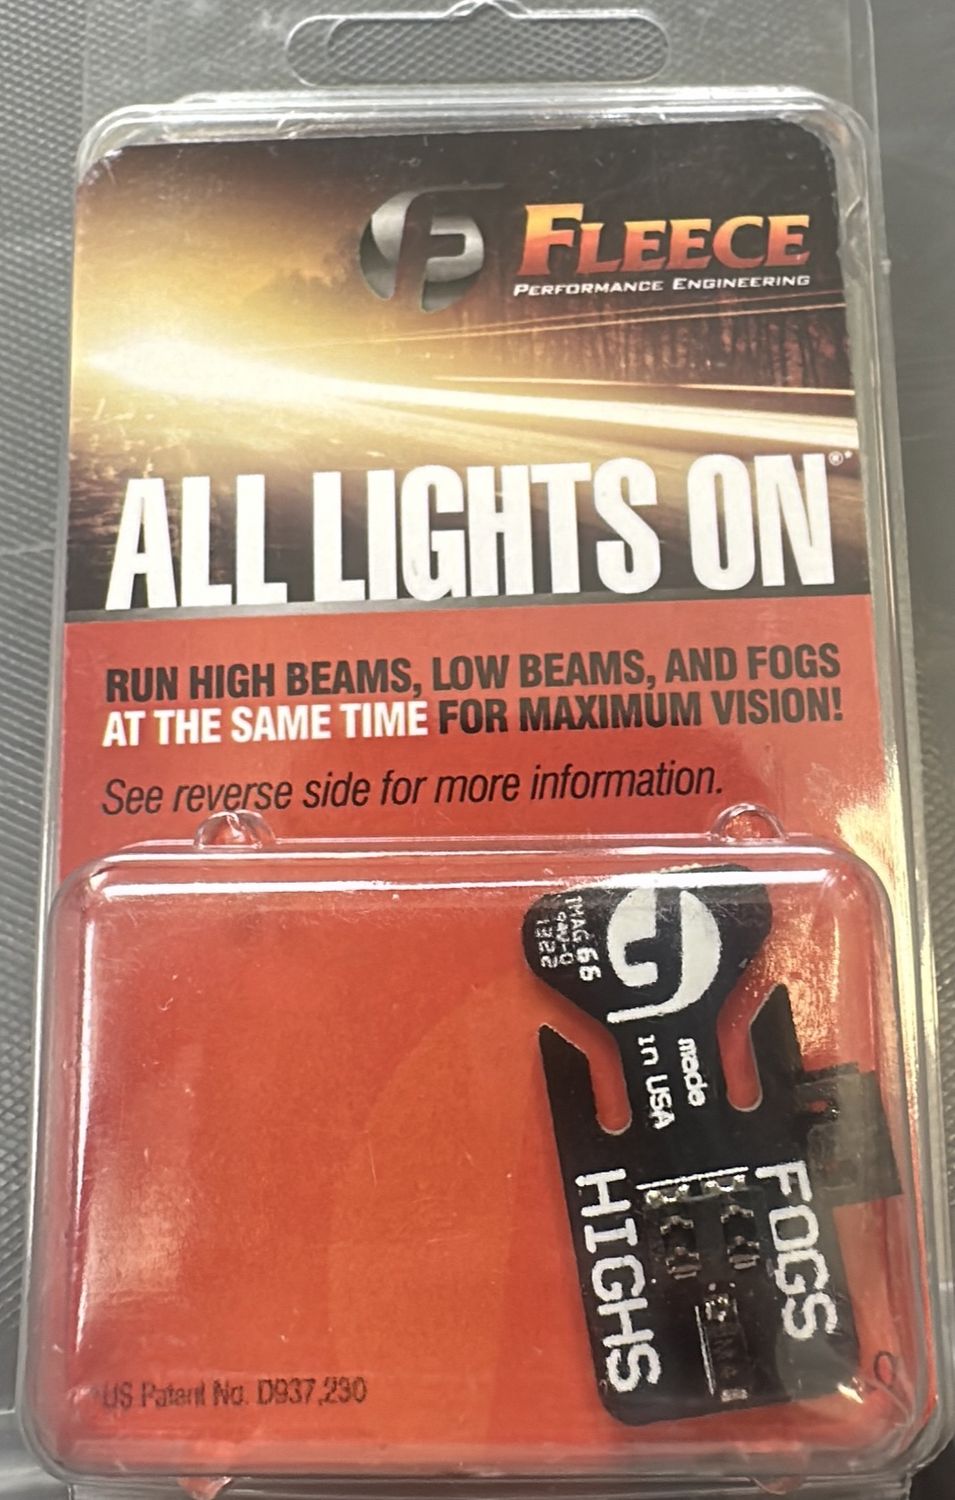 FLEECE
PERFORMANCE ENGINEERING
ALL LIGHTS ON®*
RUN HIGH BEAMS, LOW BEAMS, AND FOGS
AT THE SAME TIME FOR MAXIMUM VISION!
See reverse side for more information.
made
in USA
FOGS
HIGHS
1322
US Patent No. D937,230